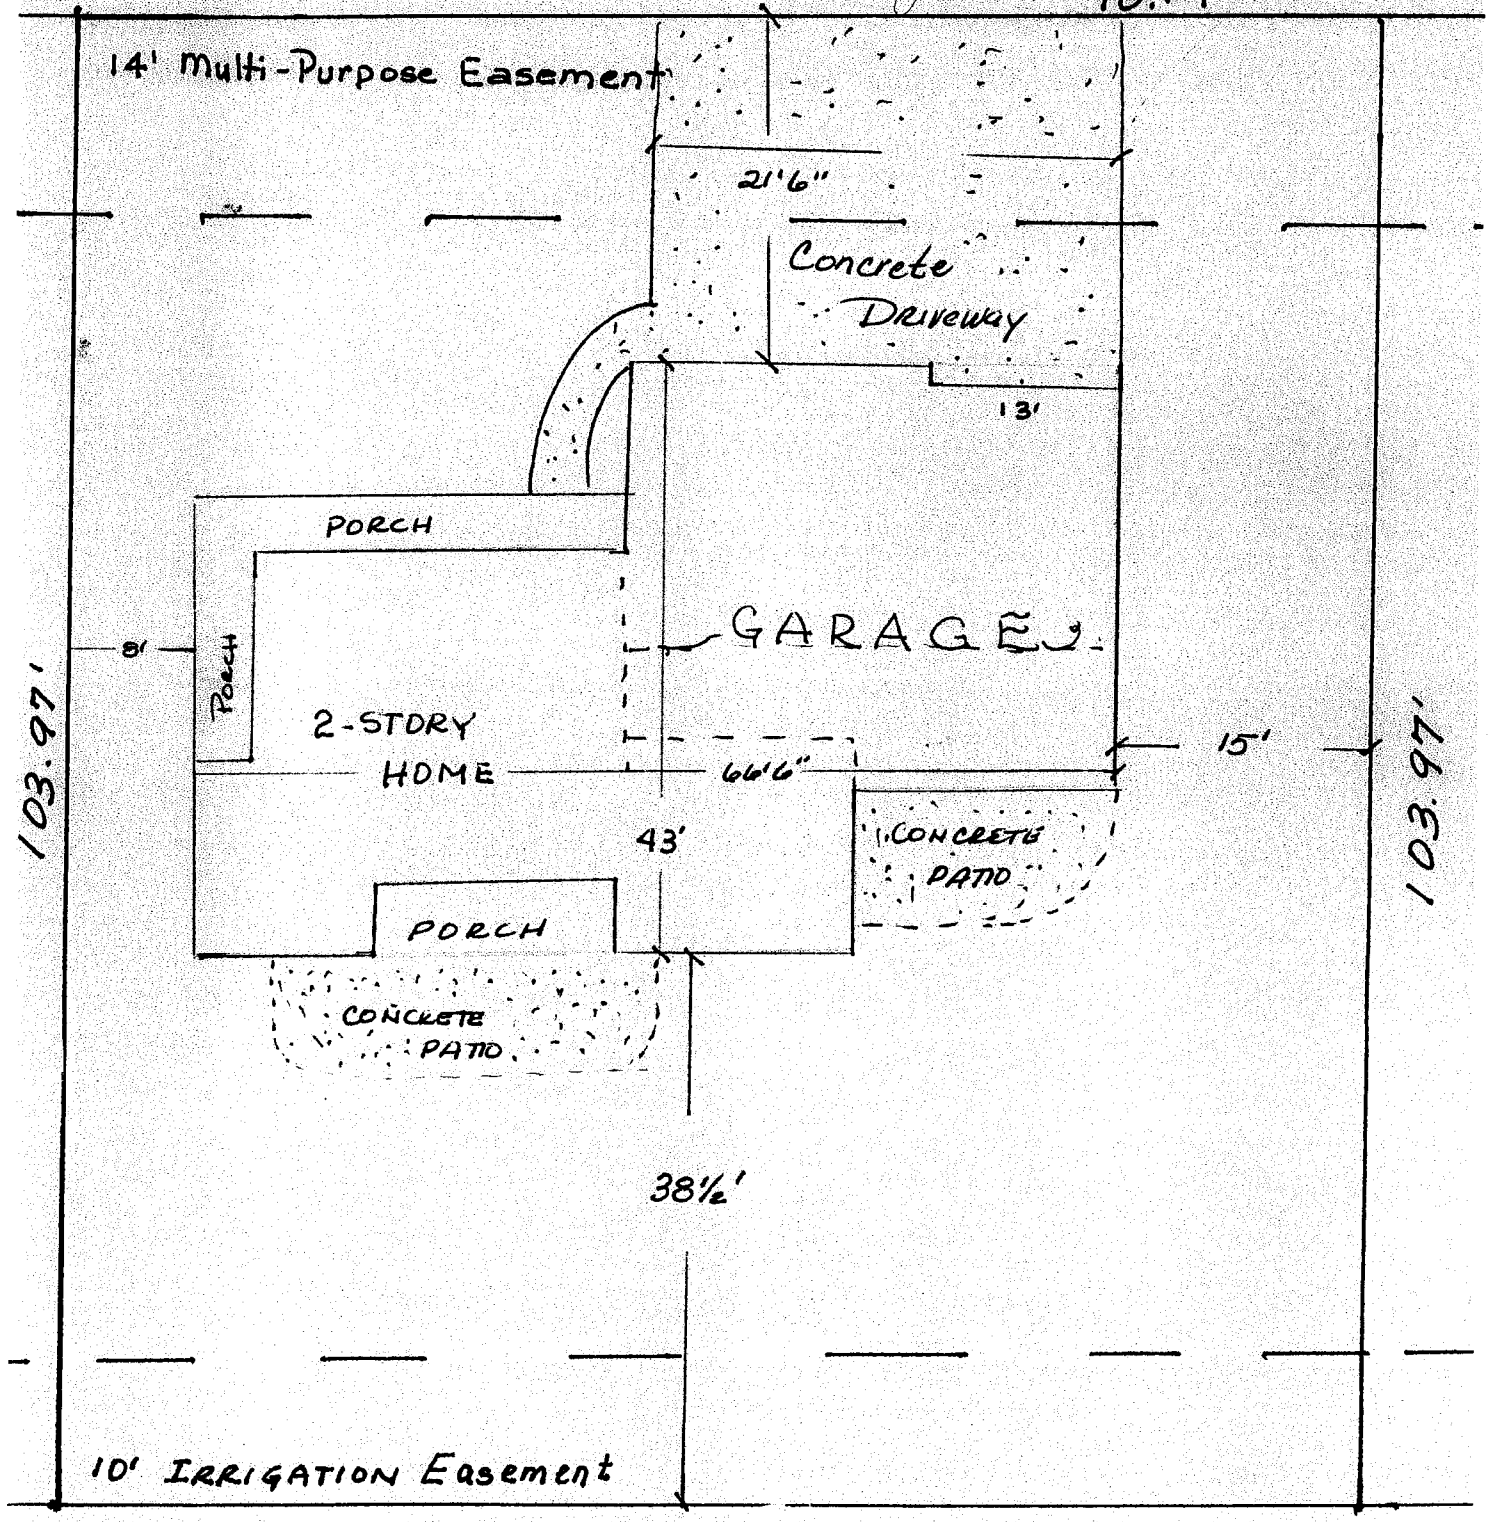 14' Multi-Purpose Easement
21'6"
Concrete
Driveway
13'
PORCH
GARAGE
8'
Porch
2-STORY
HOME
66'6"
15'
103.97'
103.97'
43'
CONCRETE
PATIO
PORCH
CONCRETE
PATIO
38½'
10' IRRIGATION Easement